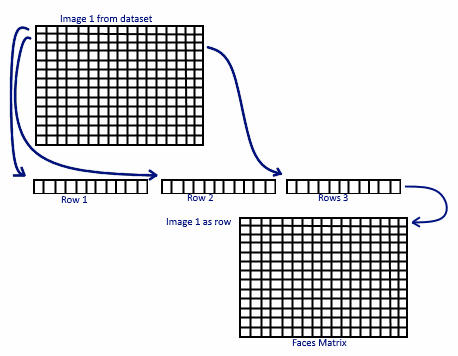 Image 1 from dataset
Row 1
Row 2
Rows 3
Image 1 as row
Faces Matrix